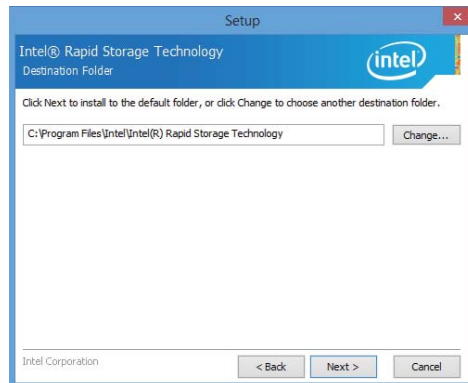 Setup
Intel® Rapid Storage Technology
Destination Folder
intel
Click Next to install to the default folder, or click Change to choose another destination folder.
C:\Program Files\Intel\Intel(R) Rapid Storage Technology
Change...
Intel Corporation
< Back
Next >
Cancel